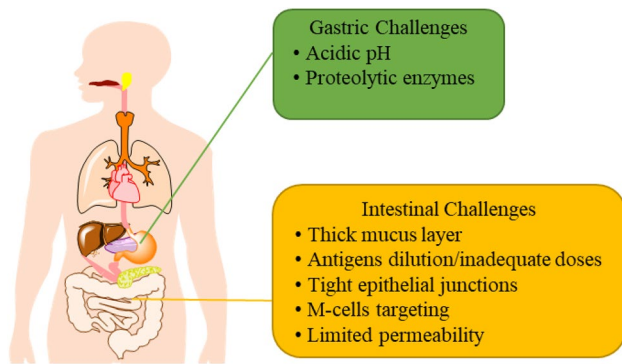 Gastric Challenges
• Acidic pH
• Proteolytic enzymes
Intestinal Challenges
• Thick mucus layer
• Antigens dilution/inadequate doses
• Tight epithelial junctions
• M-cells targeting
• Limited permeability